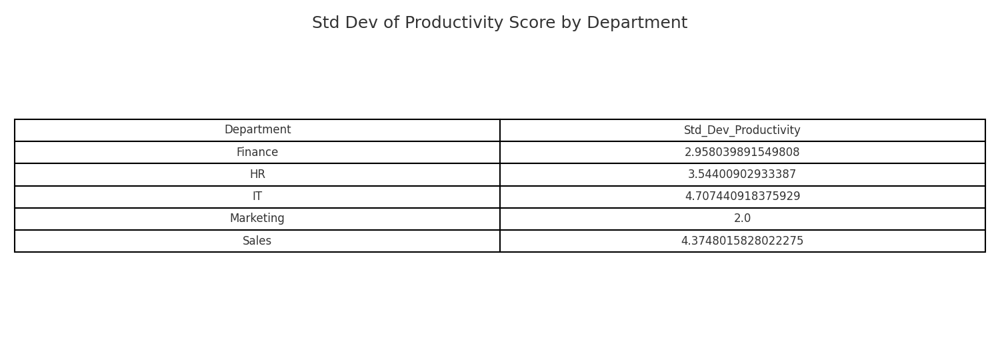 Std Dev of Productivity Score by Department
Department Std_Dev_Productivity
Finance 2.958039891549808
HR 3.54400902933387
IT 4.707440918375929
Marketing 2.0
Sales 4.3748015828022275